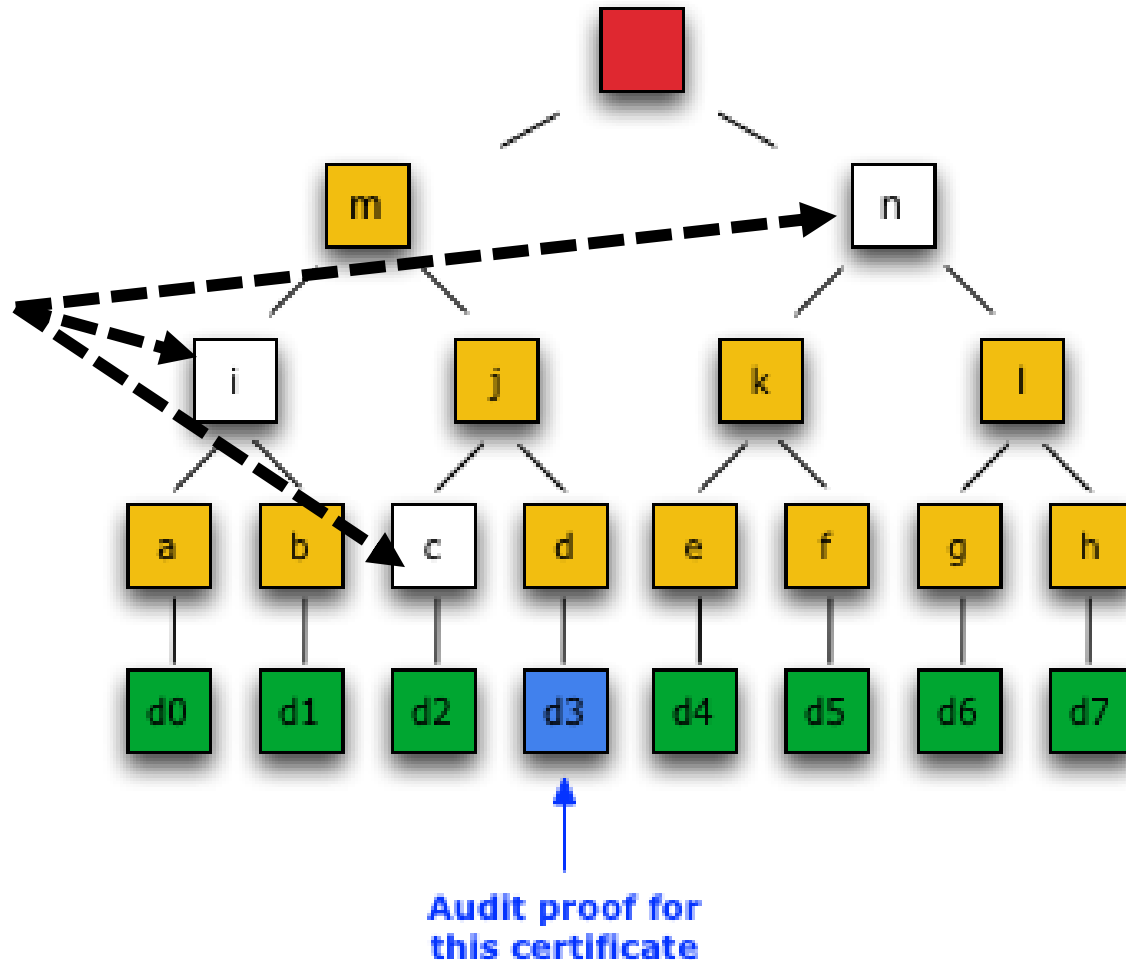 m n
i j k l
a b c d e f g h
d0 d1 d2 d3 d4 d5 d6 d7
Audit proof for
this certificate